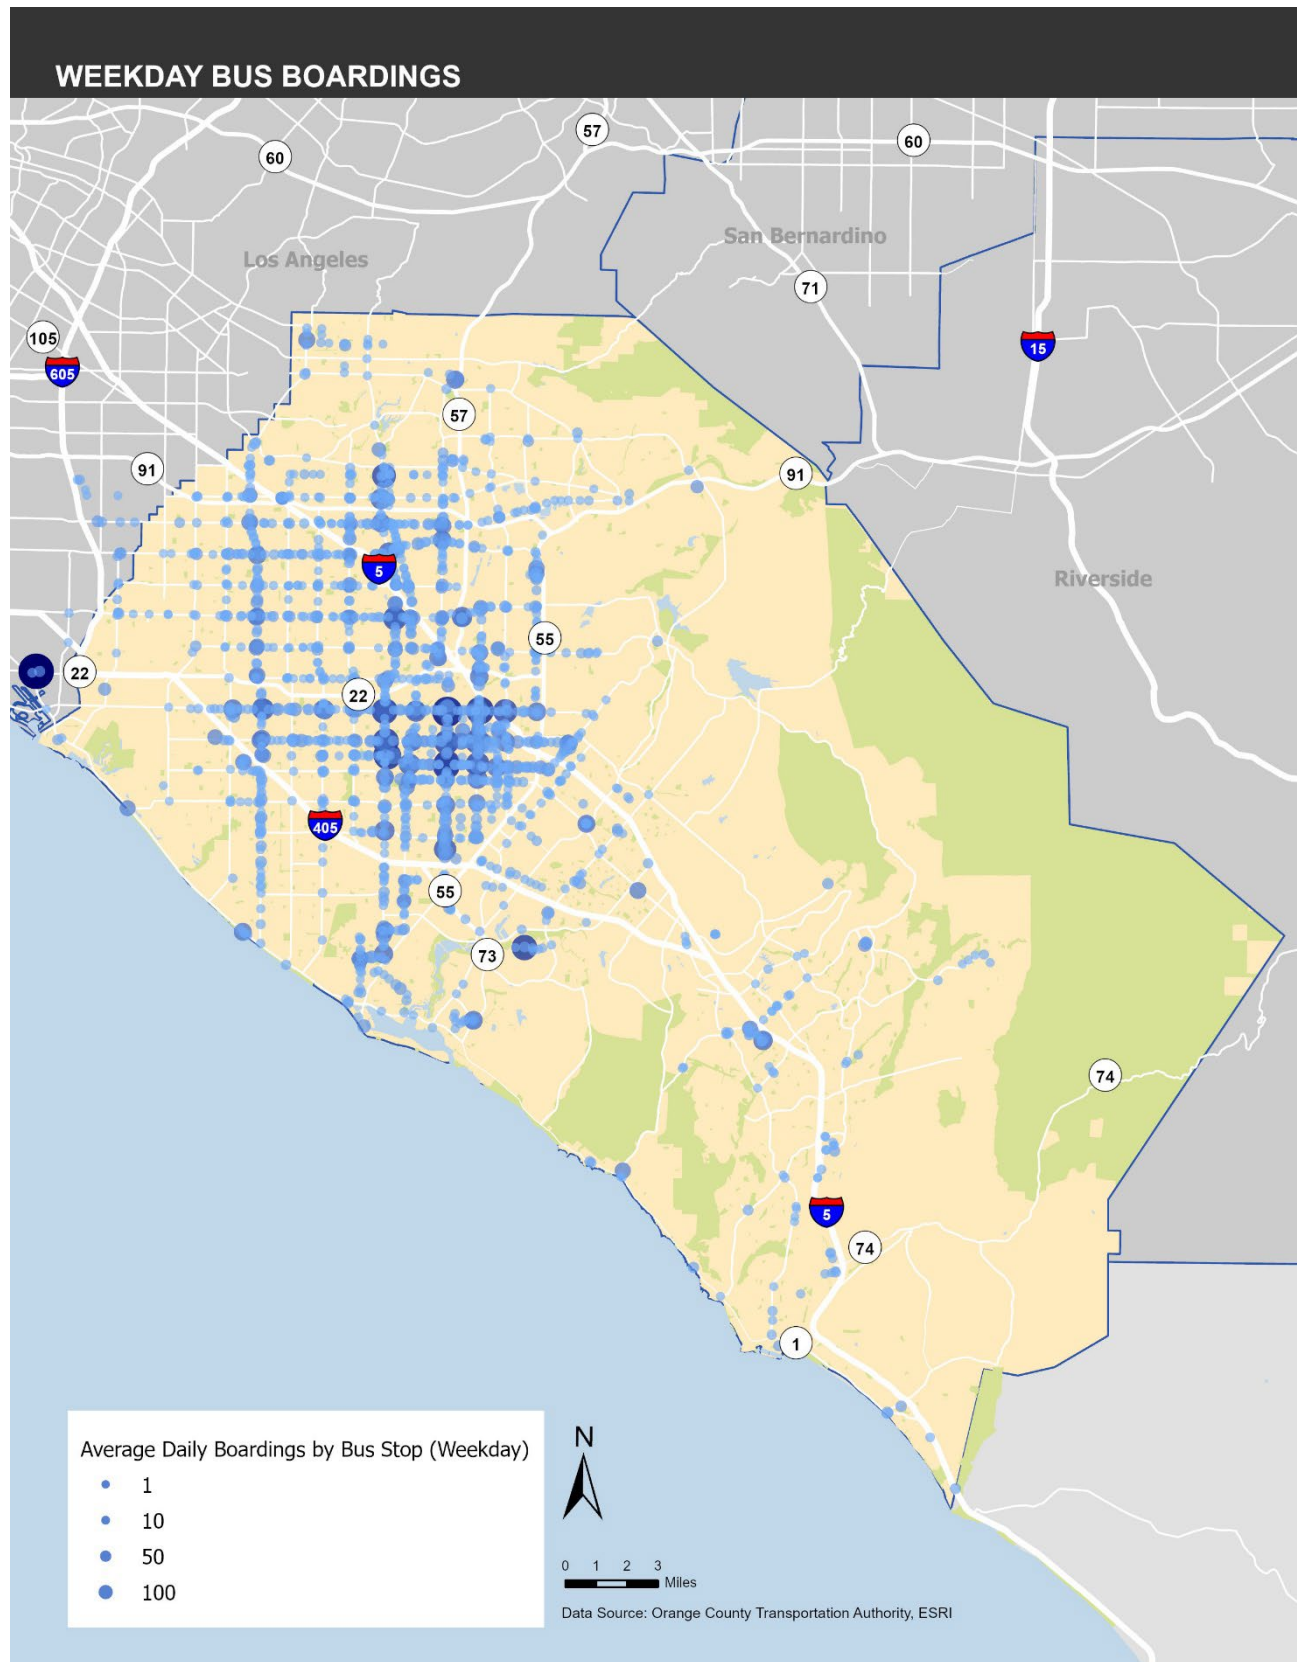 WEEKDAY BUS BOARDINGS
57
60
60
Los Angeles
San Bernardino
71
105
15
605
57
91
91
5
Riverside
55
22
22
405
55
73
74
5
74
1
Average Daily Boardings by Bus Stop (Weekday)
1
10
50
100
N
0 1 2 3
Miles
Data Source: Orange County Transportation Authority, ESRI